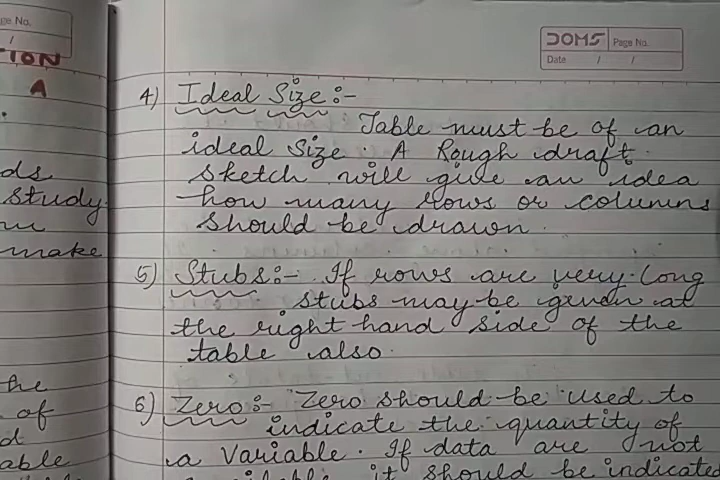 ge No.
/
TION
A
ds
study
make
the
of
d
able
DOMS Page No.
Date / /
4) Ideal Size :-
Table must be of an
ideal size. A Rough draft
sketch will give an idea
how many rows or columns
should be drawn.
5) Stubs :- If rows are very long
stubs may be given at
the right hand side of the
table also.
6) Zero :- Zero should be used to
indicate the quantity of
a variable. If data are not
it should be indicated